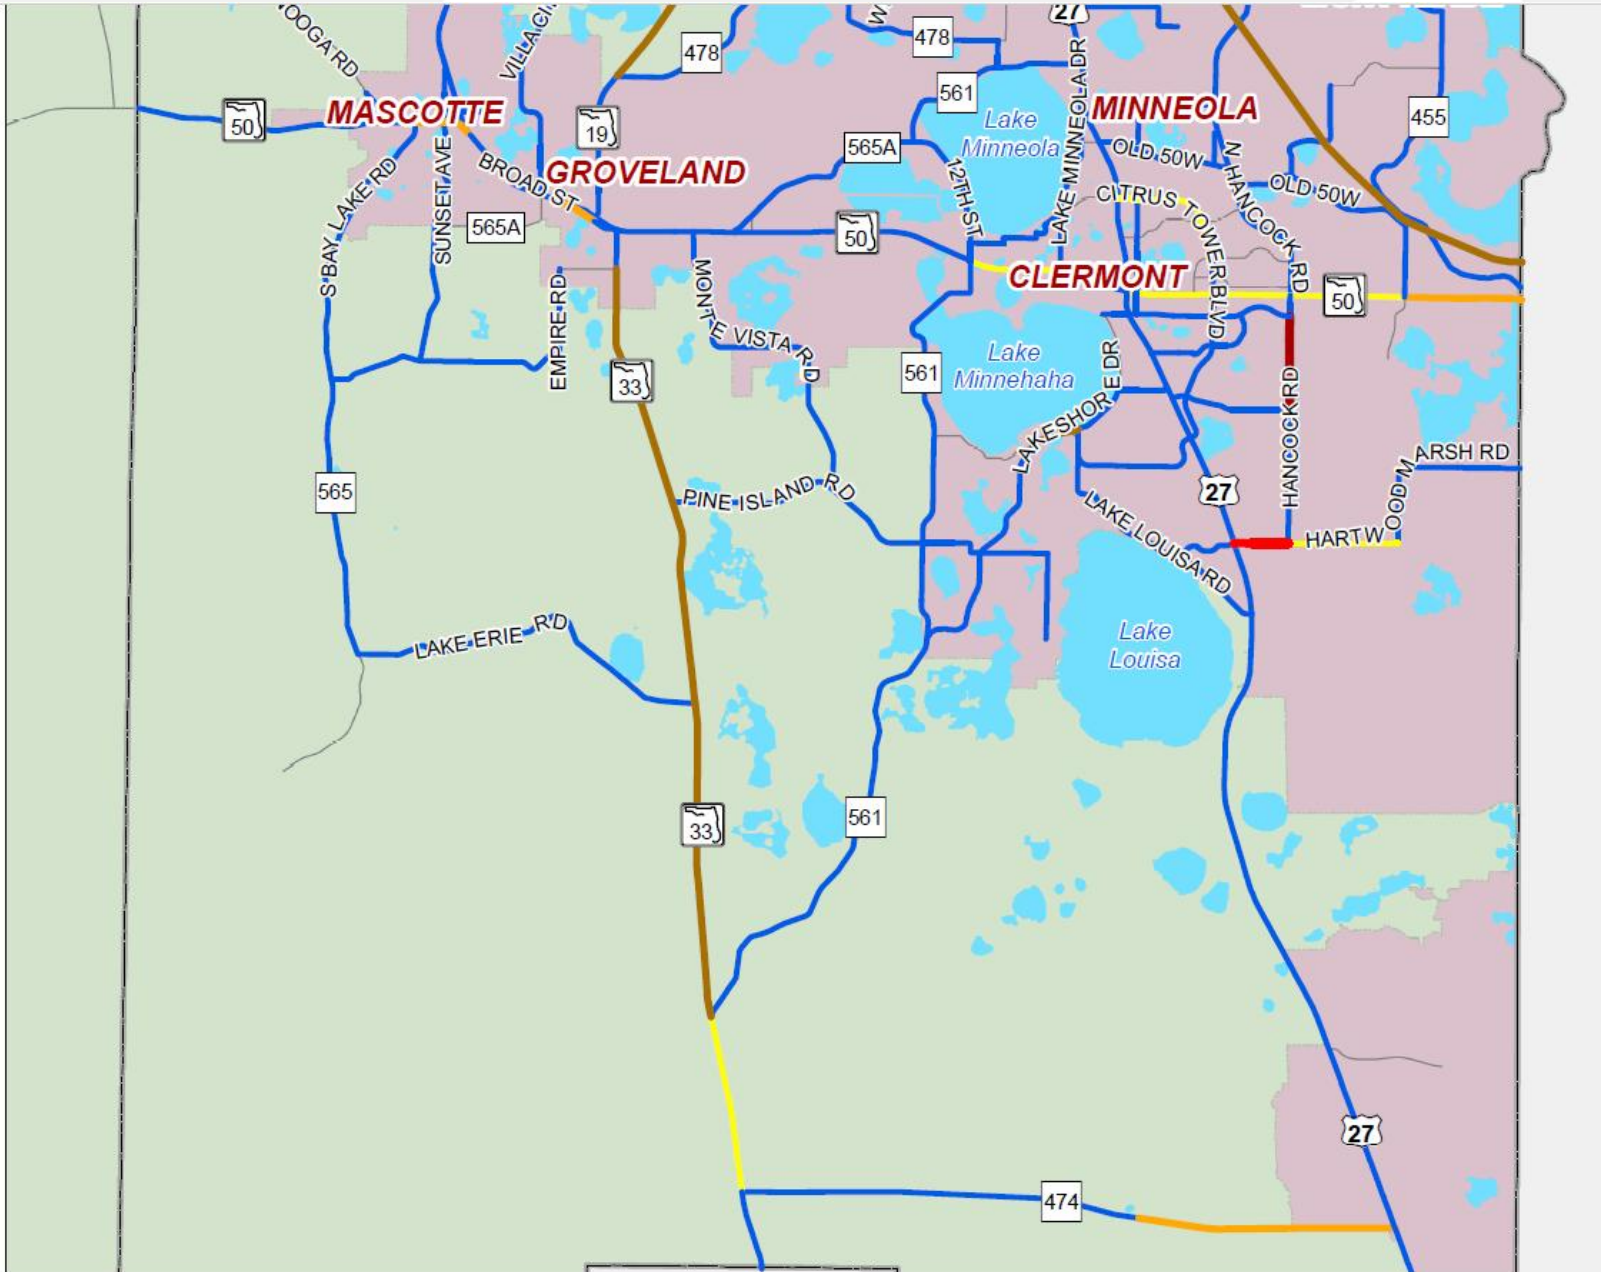 27
478
478
OOGA RD
561
455
50
MASCOTTE
19
MINNEOLA
Lake
Minneola
LAKE MINNEOLA DR
565A
OLD 50W
N HANCOCK RD
BROAD ST
GROVELAND
12TH ST
OLD 50W
S BAY LAKE RD
SUNSET AVE
565A
CITRUS TOWER BLVD
50
CLERMONT
50
EMPIRE RD
MONTE VISTA RD
33
561
Lake
Minnehaha
LAKESHORE DR
HANCOCK RD
565
PINE ISLAND RD
27
HARTWOOD MARSH RD
LAKE LOUISA RD
LAKE ERIE RD
Lake
Louisa
33
561
27
474